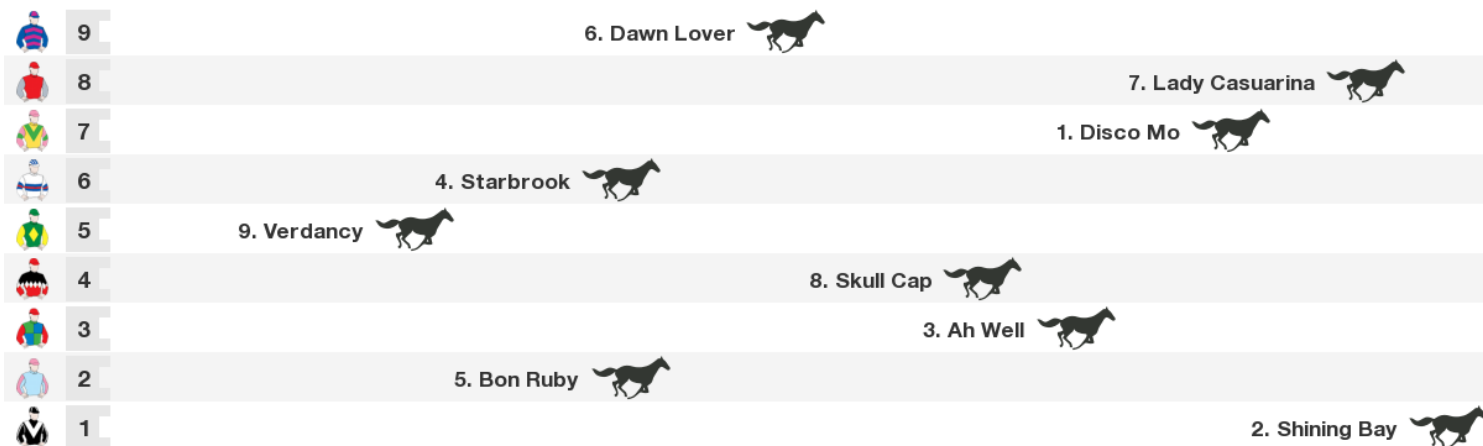 9 6. Dawn Lover
8 7. Lady Casuarina
7 1. Disco Mo
6 4. Starbrook
5 9. Verdancy
4 8. Skull Cap
3 3. Ah Well
2 5. Bon Ruby
1 2. Shining Bay